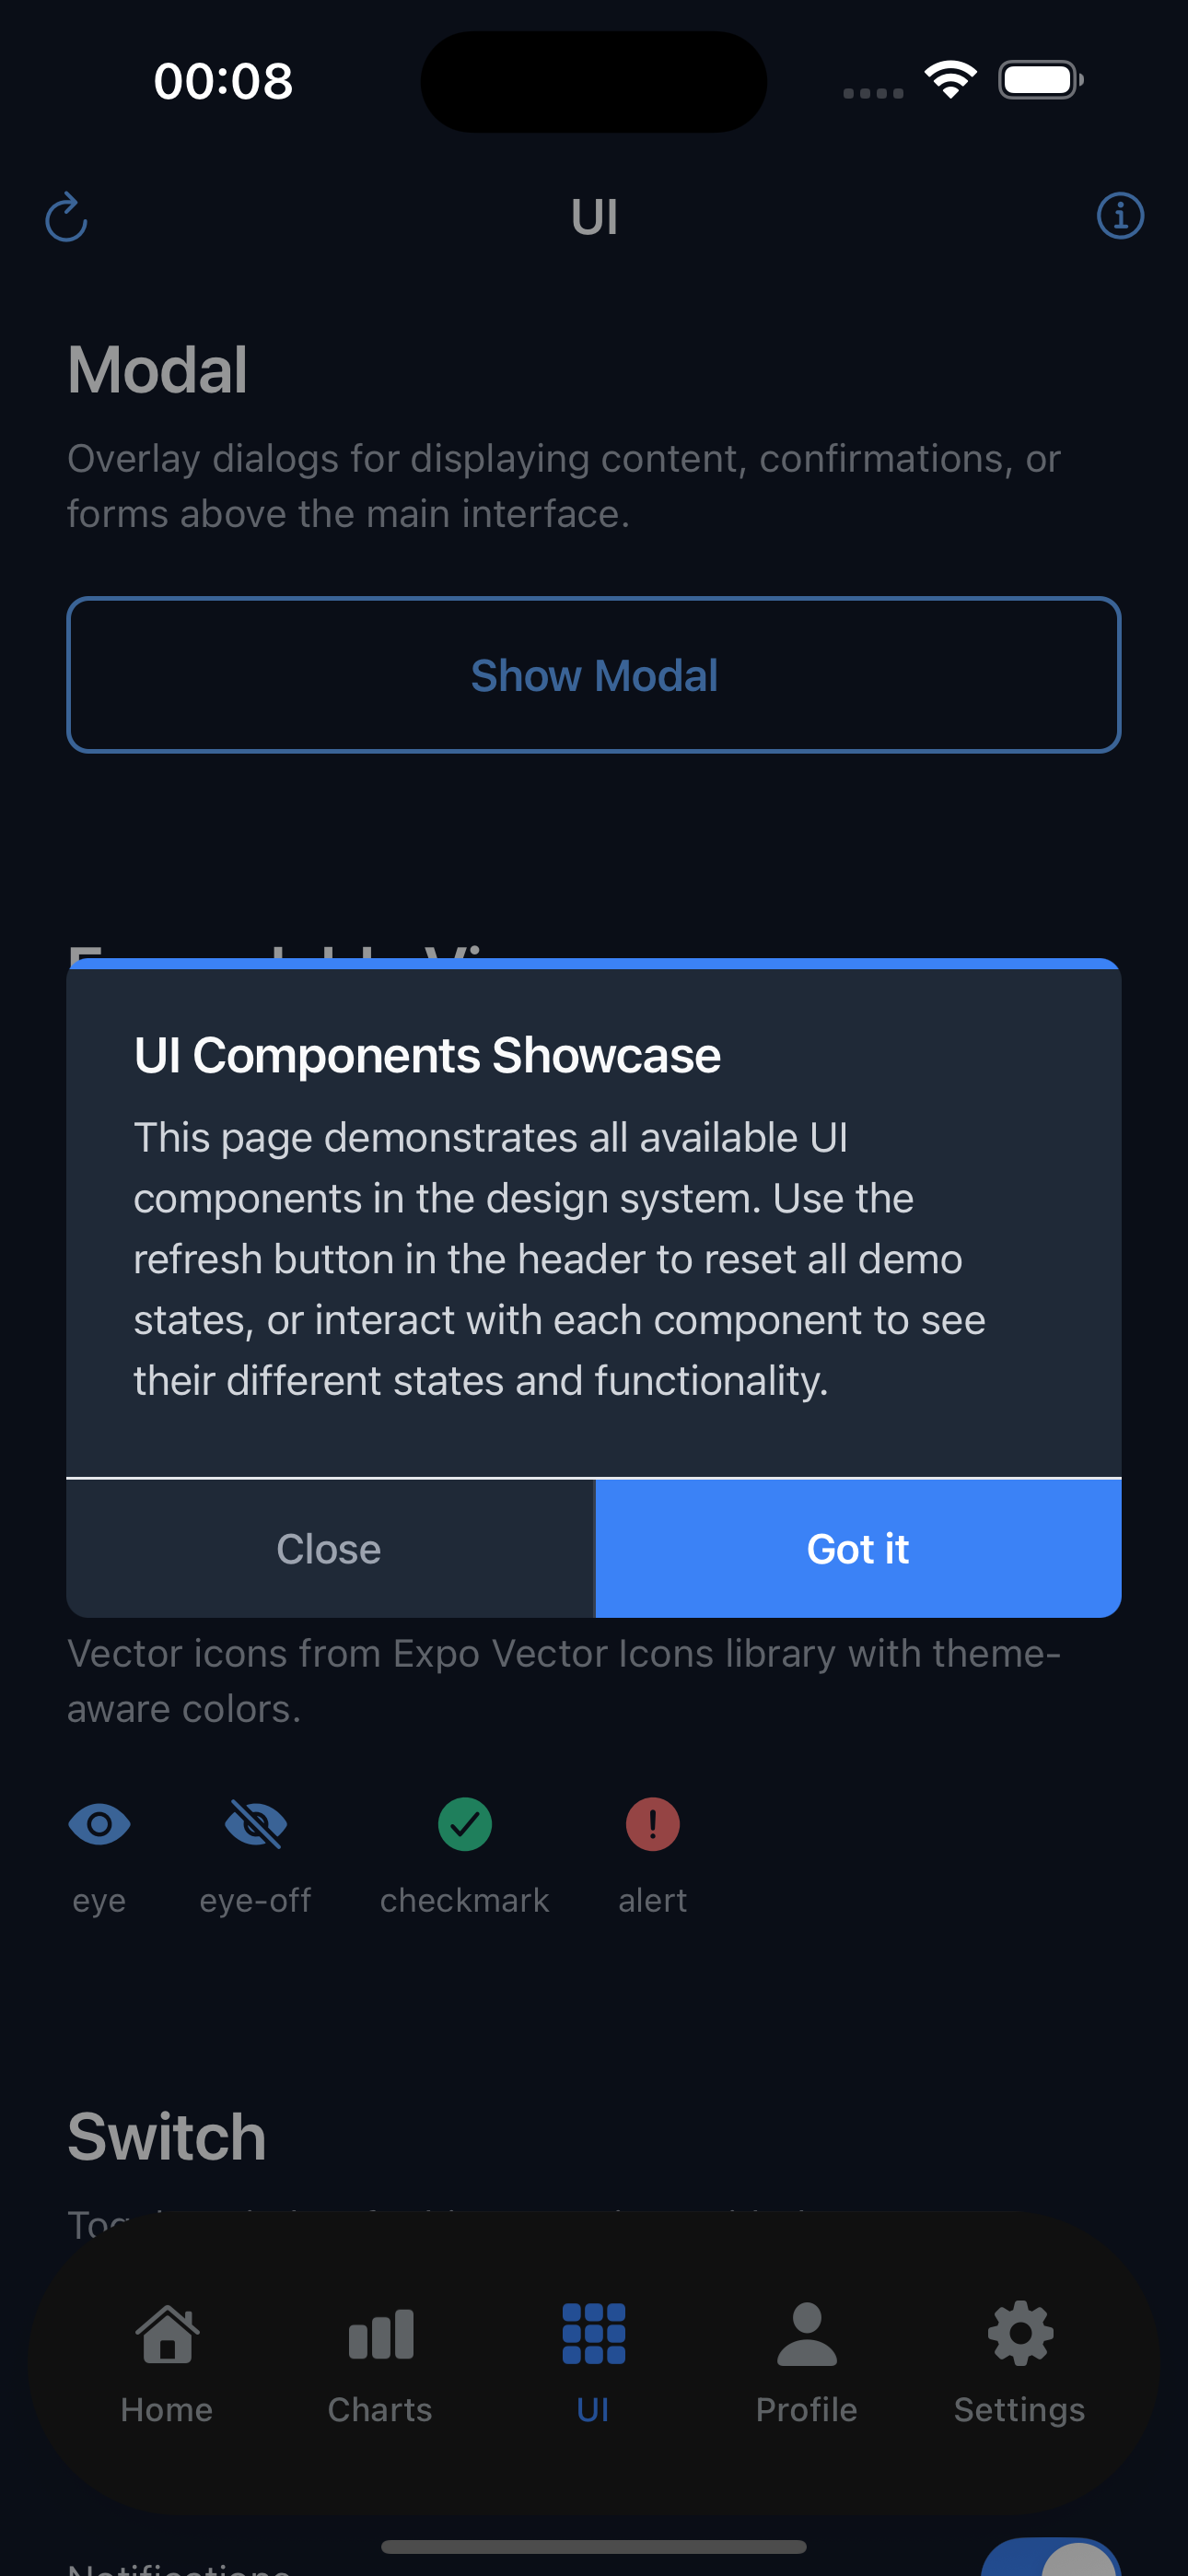 00:08
UI
Modal
Overlay dialogs for displaying content, confirmations, or
forms above the main interface.
Show Modal
UI Components Showcase
This page demonstrates all available UI
components in the design system. Use the
refresh button in the header to reset all demo
states, or interact with each component to see
their different states and functionality.
Close
Got it
Vector icons from Expo Vector Icons library with theme-
aware colors.
eye
eye-off
checkmark
alert
Switch
Home
Charts
UI
Profile
Settings
Notifications